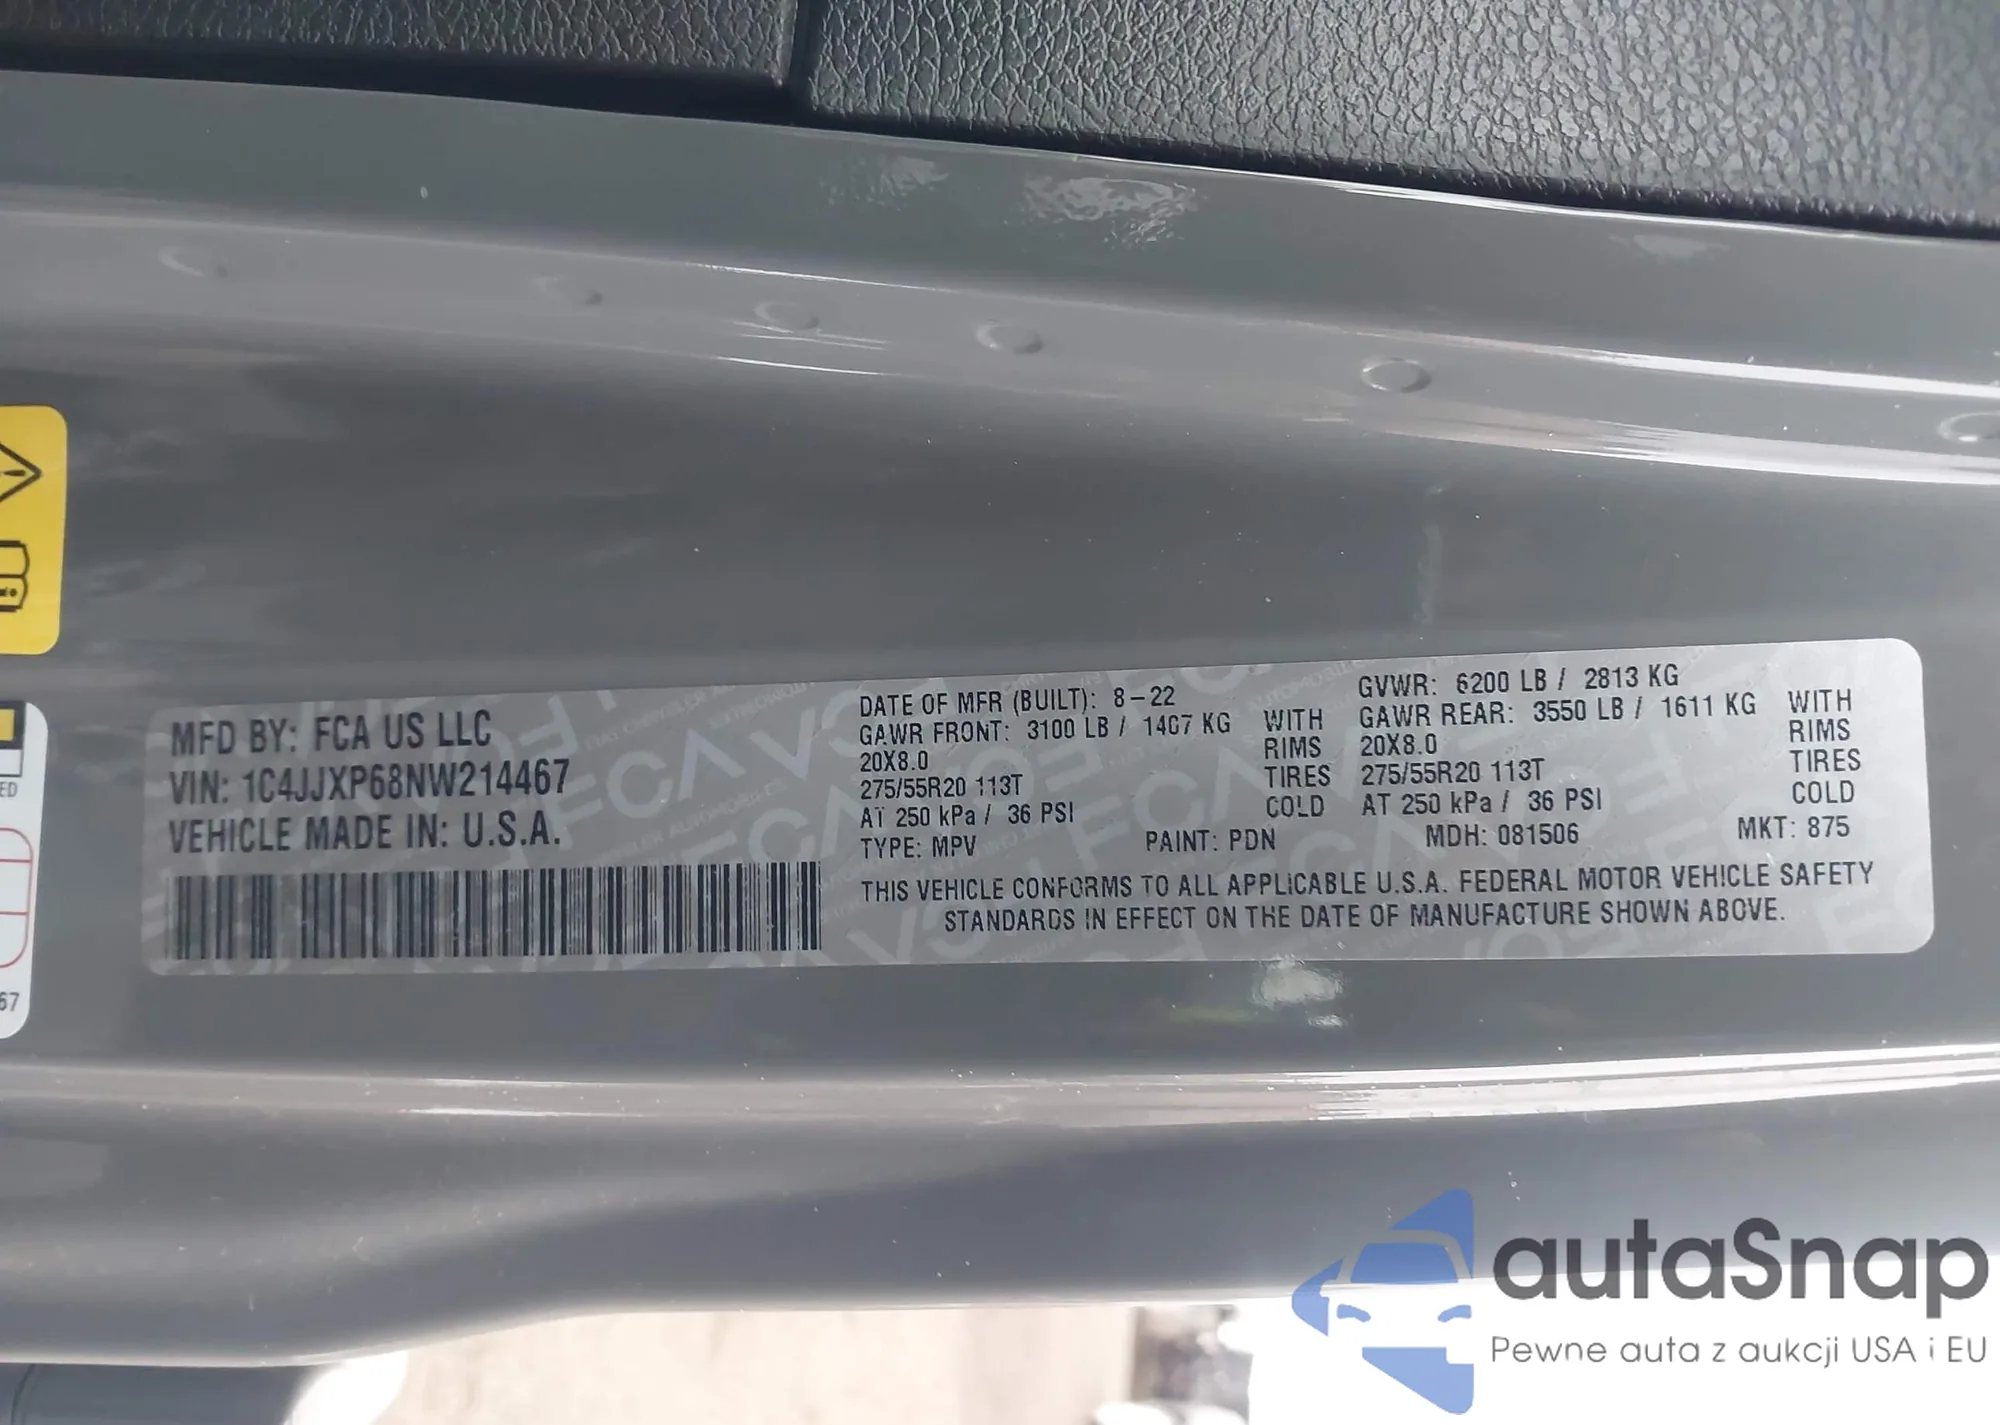 MFD BY: FCA US LLC
VIN: 1C4JJXP68NW214467
VEHICLE MADE IN: U.S.A.
DATE OF MFR (BUILT): 8-22
GVWR: 6200 LB / 2813 KG
GAWR FRONT: 3100 LB / 1407 KG WITH
GAWR REAR: 3550 LB / 1611 KG WITH
20X8.0 RIMS
20X8.0 RIMS
275/55R20 113T TIRES
275/55R20 113T TIRES
AT 250 kPa / 36 PSI COLD
AT 250 kPa / 36 PSI COLD
TYPE: MPV PAINT: PDN MDH: 081506 MKT: 875
THIS VEHICLE CONFORMS TO ALL APPLICABLE U.S.A. FEDERAL MOTOR VEHICLE SAFETY
STANDARDS IN EFFECT ON THE DATE OF MANUFACTURE SHOWN ABOVE.
ED
67
autaSnap
Pewne auta z aukcji USA i EU